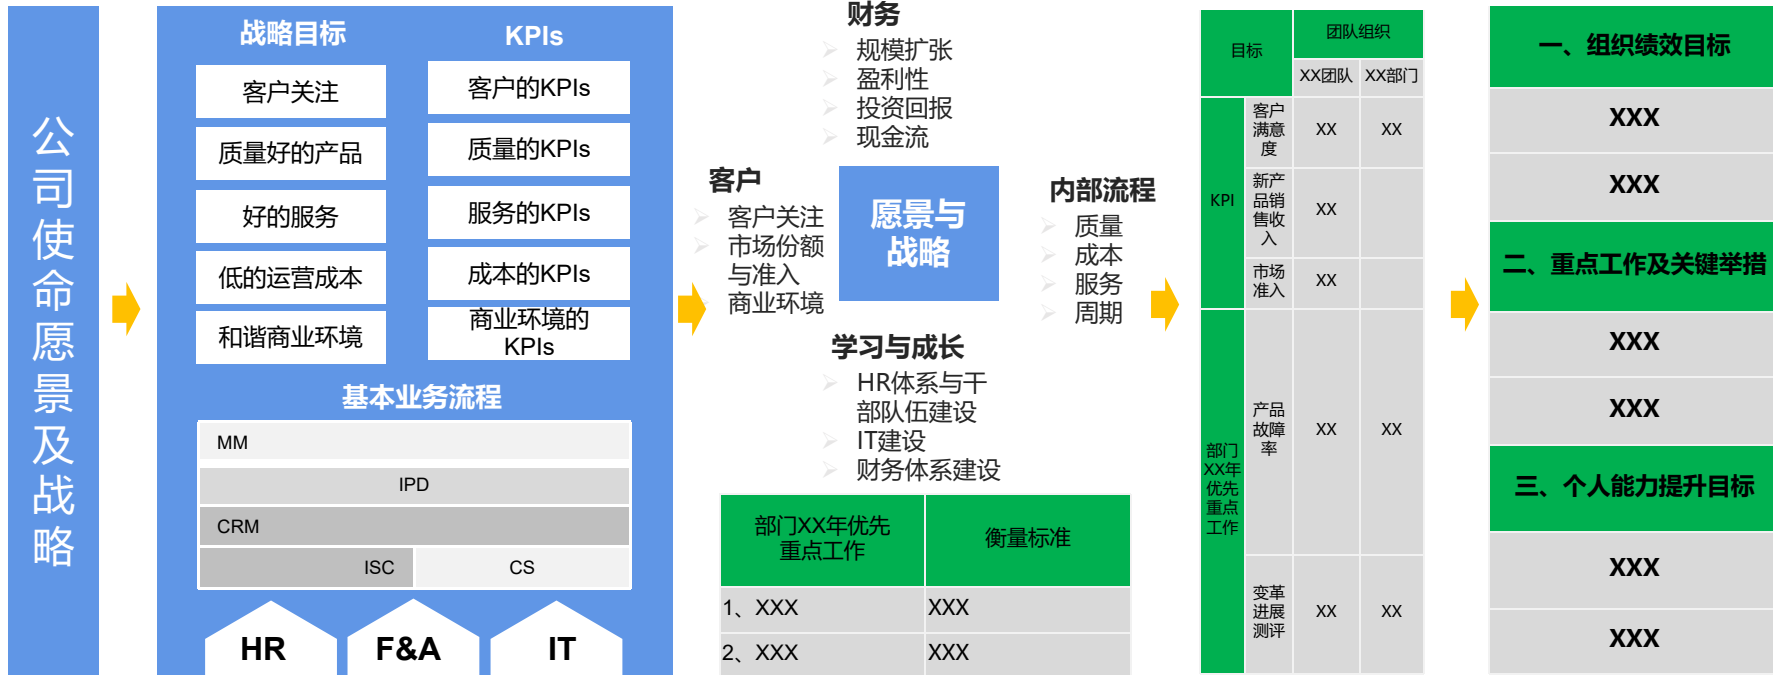 公司使命愿景及战略
战略目标
KPIs
客户关注
客户的KPIs
质量好的产品
质量的KPIs
好的服务
服务的KPIs
低的运营成本
成本的KPIs
和谐商业环境
商业环境的
KPIs
基本业务流程
MM
IPD
CRM
ISC
CS
HR
F&A
IT
财务
规模扩张
盈利性
投资回报
现金流
客户
客户关注
市场份额
与准入
商业环境
愿景与
战略
内部流程
质量
成本
服务
周期
学习与成长
HR体系与干
部队伍建设
IT建设
财务体系建设
部门XX年优先
重点工作
衡量标准
1、XXX
XXX
2、XXX
XXX
目标
团队组织
XX团队
XX部门
KPI
客户
满意
度
XX
XX
新产
品销
售收
入
XX
市场
准入
XX
部门
XX年
优先
重点
工作
产品
故障
率
XX
XX
变革
进展
测评
XX
XX
一、组织绩效目标
XXX
XXX
二、重点工作及关键举措
XXX
XXX
三、个人能力提升目标
XXX
XXX